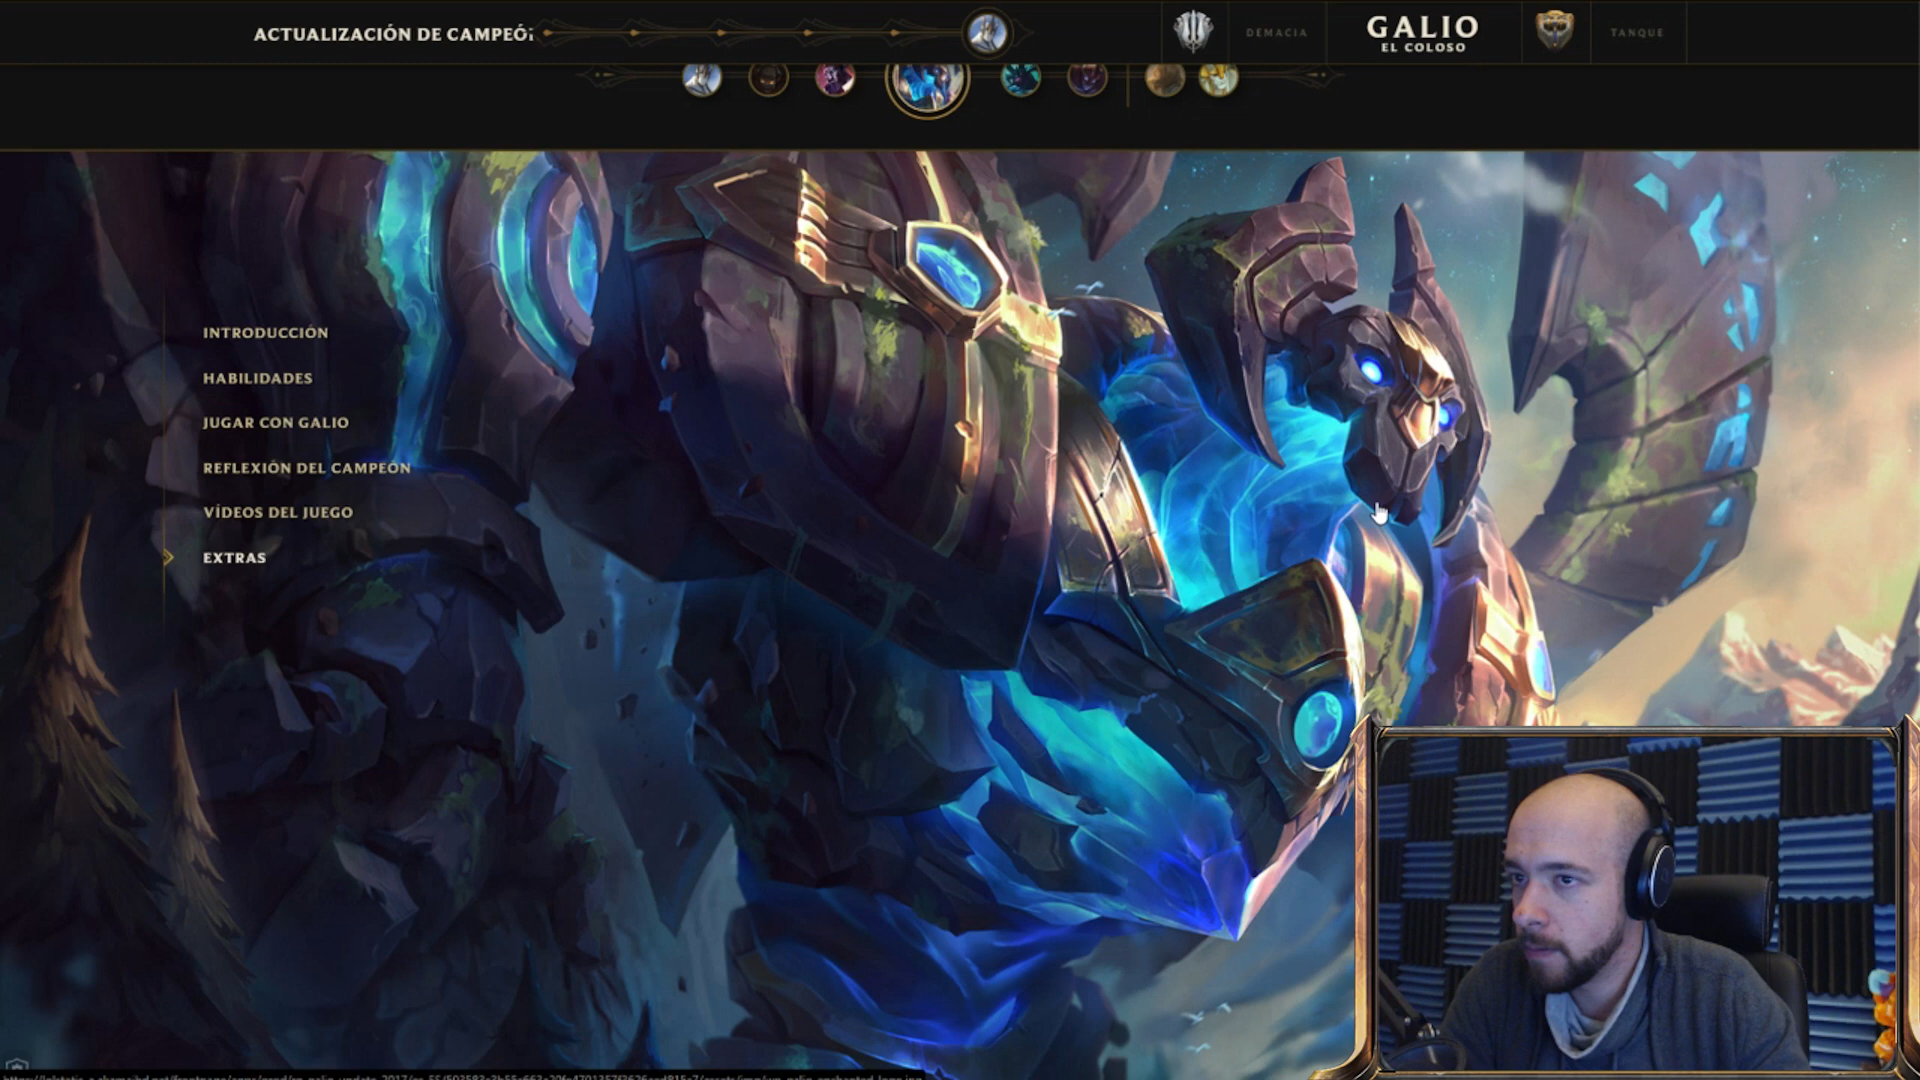 ACTUALIZACIÓN DE CAMPEÓ
DEMACIA
GALIO
EL COLOSO
TANQUE
INTRODUCCIÓN
HABILIDADES
JUGAR CON GALIO
REFLEXIÓN DEL CAMPEÓN
VÍDEOS DEL JUEGO
EXTRAS